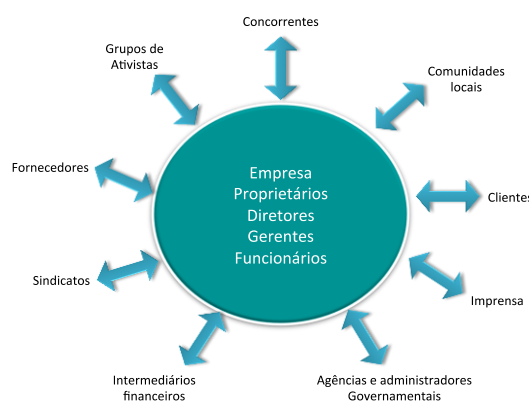 Concorrentes
Grupos de
Ativistas
Comunidades
locais
Fornecedores
Empresa
Proprietários
Diretores
Gerentes
Funcionários
Clientes
Sindicatos
Imprensa
Intermediários
financeiros
Agências e administradores
Governamentais